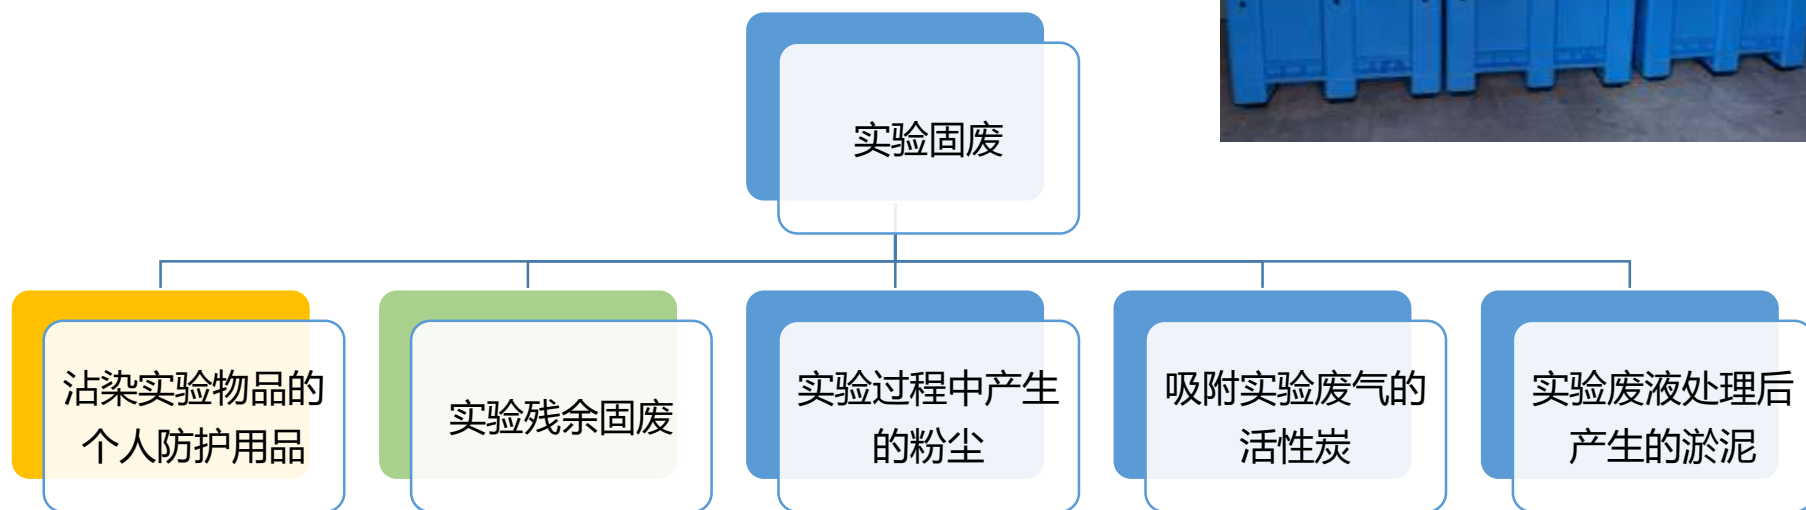 实验固废
沾染实验物品的
个人防护用品
实验残余固废
实验过程中产生
的粉尘
吸附实验废气的
活性炭
实验废液处理后
产生的淤泥